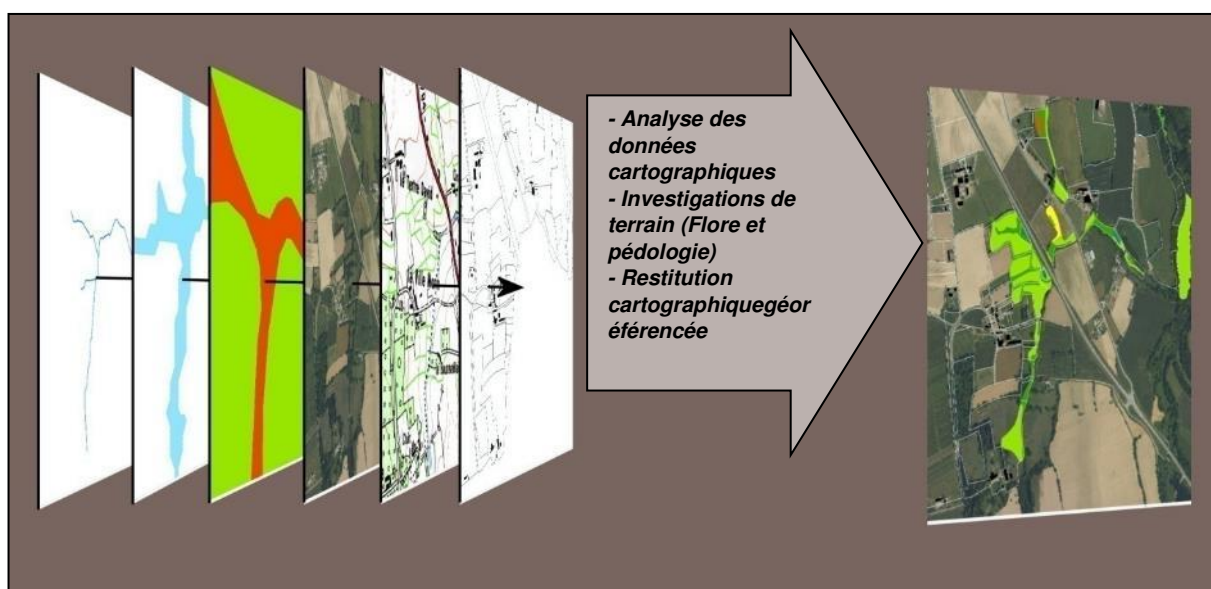 - Analyse des
données
cartographiques
- Investigations de
terrain (Flore et
pédologie)
- Restitution
cartographiquegéor
éférencée